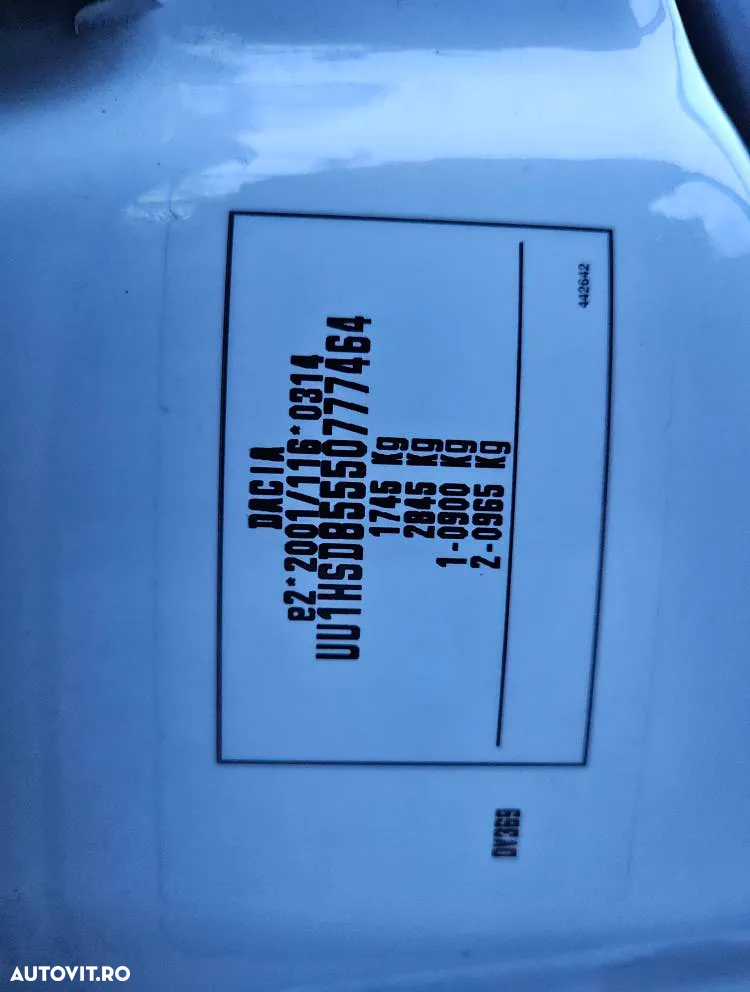 DACIA
e2*2001/116*0314
UU1HSDB5550777464
1745 Kg
2845 Kg
1-0900 Kg
2-0965 Kg
442642
OV369
AUTOVIT.RO